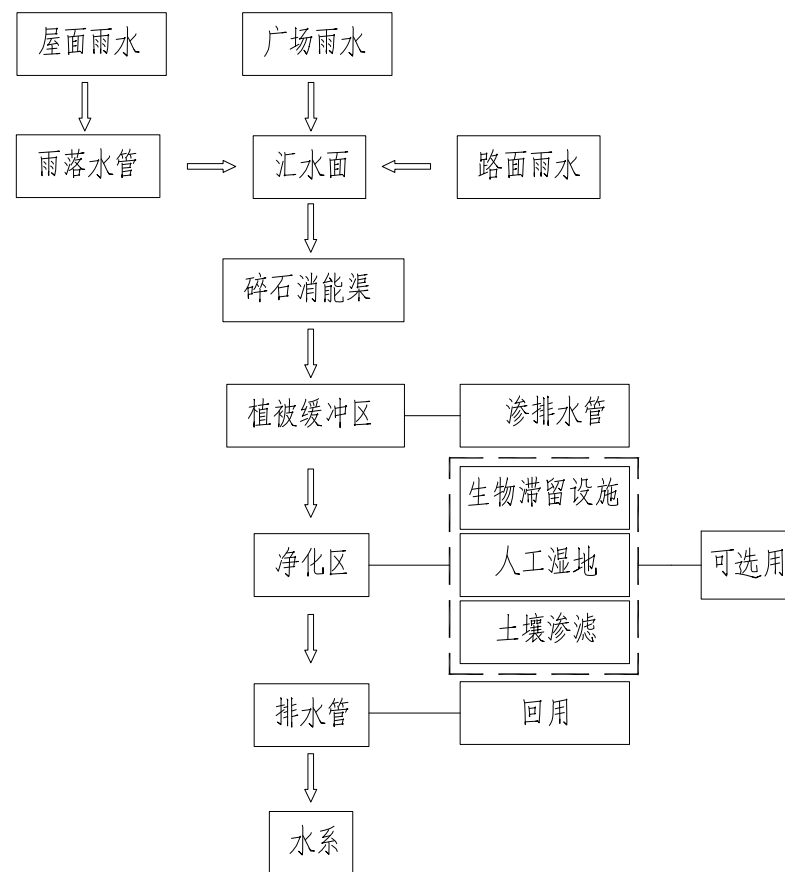 屋面雨水
广场雨水
雨落水管
汇水面
路面雨水
碎石消能渠
植被缓冲区
渗排水管
生物滞留设施
净化区
人工湿地
可选用
土壤渗滤
排水管
回用
水系